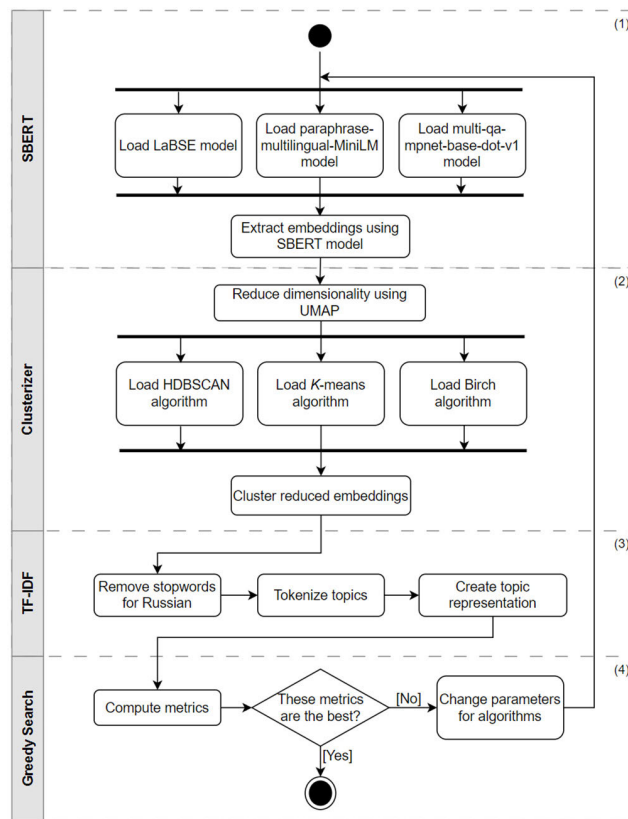 (1)
SBERT
Load LaBSE model
Load paraphrase-
multilingual-MiniLM
model
Load multi-qa-
mpnet-base-dot-v1
model
Extract embeddings using
SBERT model
(2)
Clusterizer
Reduce dimensionality using
UMAP
Load HDBSCAN
algorithm
Load K-means
algorithm
Load Birch algorithm
Cluster reduced embeddings
(3)
TF-IDF
Remove stopwords
for Russian
Tokenize topics
Create topic
representation
(4)
Greedy Search
Compute metrics
These metrics
are the best?
[No]
Change parameters
for algorithms
[Yes]